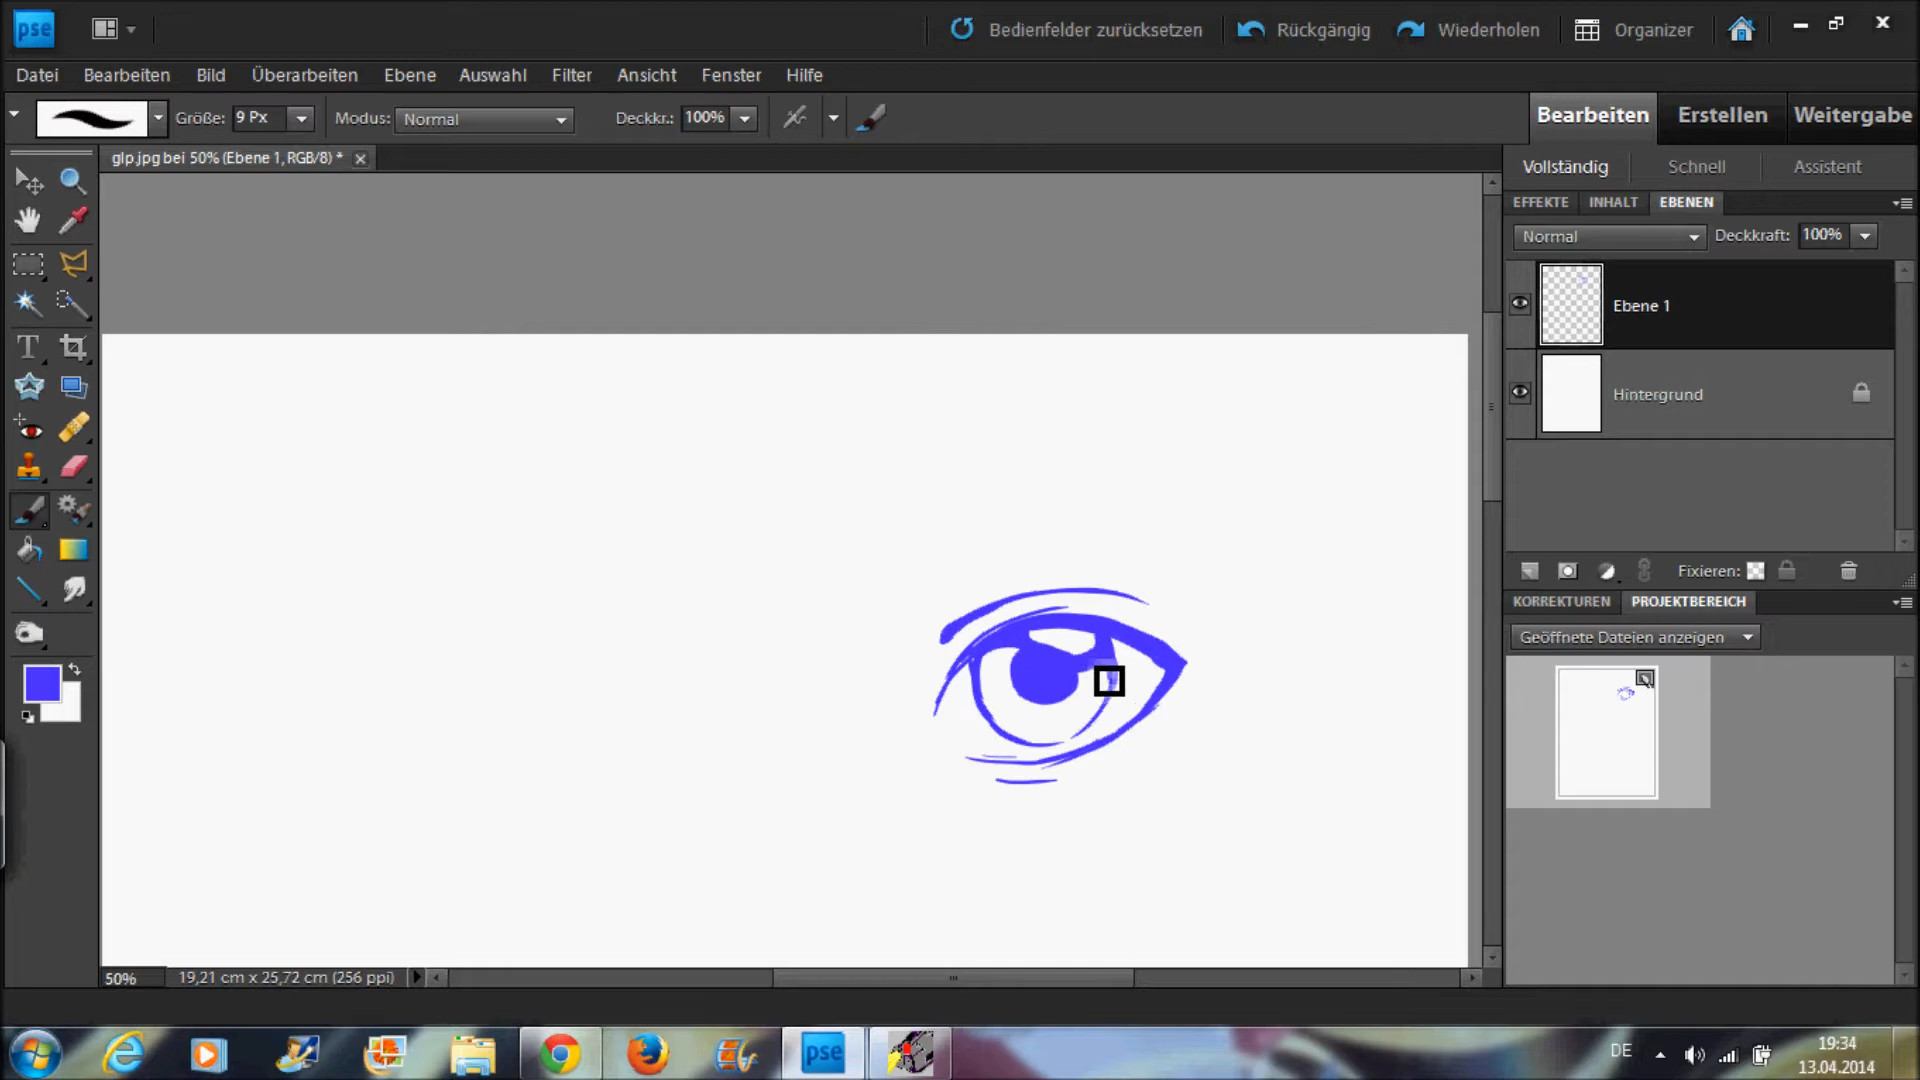 pse Bedienfelder zurücksetzen Rückgängig Wiederholen Organizer
Datei Bearbeiten Bild Überarbeiten Ebene Auswahl Filter Ansicht Fenster Hilfe
Größe: 9 Px Modus: Normal Deckkr.: 100% Bearbeiten Erstellen Weitergabe
glp.jpg bei 50% (Ebene 1, RGB/8) *
Vollständig Schnell Assistent
EFFEKTE INHALT EBENEN
Normal Deckkraft: 100%
Ebene 1
Hintergrund
T
Fixieren:
KORREKTUREN PROJEKTBEREICH
Geöffnete Dateien anzeigen
50% 19,21 cm x 25,72 cm (256 ppi)
pse DE 19:34
13.04.2014